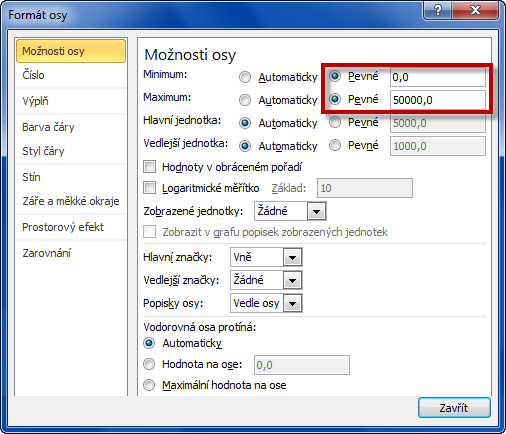 Formát osy
Možnosti osy
Číslo
Výplň
Barva čáry
Styl čáry
Stín
Záře a měkké okraje
Prostorový efekt
Zarovnání
Možnosti osy
Minimum: Automaticky Pevné 0,0
Maximum: Automaticky Pevné 50000,0
Hlavní jednotka: Automaticky Pevné 5000,0
Vedlejší jednotka: Automaticky Pevné 1000,0
Hodnoty v obráceném pořadí
Logaritmické měřítko Základ: 10
Zobrazené jednotky: Žádné
Zobrazit v grafu popisek zobrazených jednotek
Hlavní značky: Vně
Vedlejší značky: Žádné
Popisky osy: Vedle osy
Vodorovná osa protíná:
Automaticky
Hodnota na ose: 0,0
Maximální hodnota na ose
Zavřít